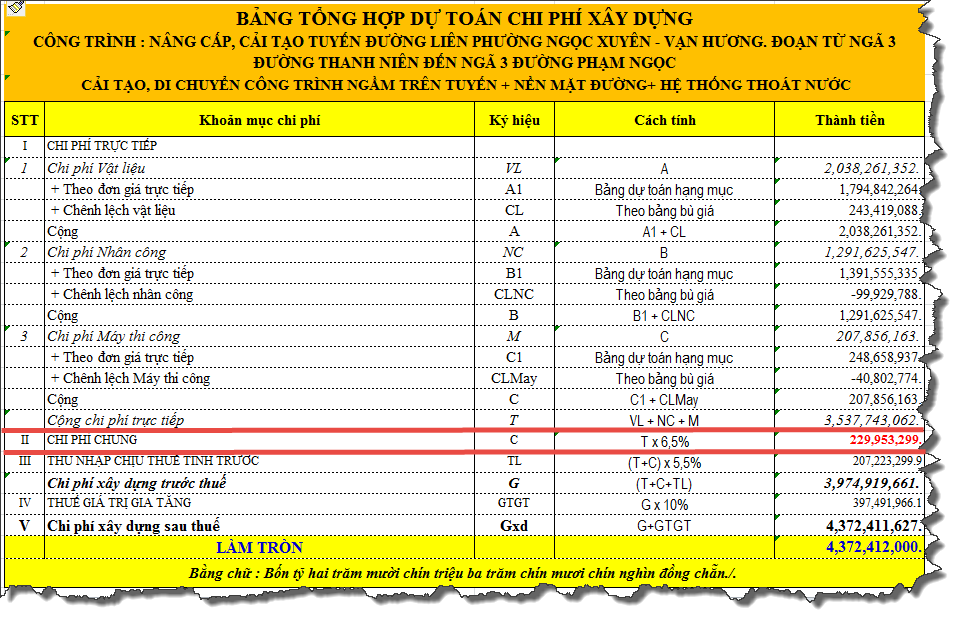 BẢNG TỔNG HỢP DỰ TOÁN CHI PHÍ XÂY DỰNG
CÔNG TRÌNH : NÂNG CẤP, CẢI TẠO TUYẾN ĐƯỜNG LIÊN PHƯỜNG NGỌC XUYÊN - VẠN HƯƠNG. ĐOẠN TỪ NGÃ 3
ĐƯỜNG THANH NIÊN ĐẾN NGÃ 3 ĐƯỜNG PHẠM NGỌC
CẢI TẠO, DI CHUYỂN CÔNG TRÌNH NGẦM TRÊN TUYẾN + NỀN MẶT ĐƯỜNG+ HỆ THỐNG THOÁT NƯỚC
STT Khoản mục chi phí Ký hiệu Cách tính Thành tiền
I CHI PHÍ TRỰC TIẾP
1 Chi phí Vật liệu VL A 2,038,261,352.
+ Theo đơn giá trực tiếp A1 Bảng dự toán hạng mục 1,794,842,264.
+ Chênh lệch vật liệu CL Theo bảng bù giá 243,419,088.
Cộng A A1 + CL 2,038,261,352.
2 Chi phí Nhân công NC B 1,291,625,547.
+ Theo đơn giá trực tiếp B1 Bảng dự toán hạng mục 1,391,555,335.
+ Chênh lệch nhân công CLNC Theo bảng bù giá -99,929,788.
Cộng B B1 + CLNC 1,291,625,547.
3 Chi phí Máy thi công M C 207,856,163.
+ Theo đơn giá trực tiếp C1 Bảng dự toán hạng mục 248,658,937.
+ Chênh lệch Máy thi công CLMay Theo bảng bù giá -40,802,774.
Cộng C C1 + CLMay 207,856,163.
Cộng chi phí trực tiếp T VL + NC + M 3,537,743,062.
II CHI PHÍ CHUNG C T x 6,5% 229,953,299.
III THU NHẬP CHỊU THUẾ TÍNH TRƯỚC TL (T+C) x 5,5% 207,223,299.9
Chi phí xây dựng trước thuế G (T+C+TL) 3,974,919,661.
IV THUẾ GIÁ TRỊ GIA TĂNG GTGT G x 10% 397,491,966.1
V Chi phí xây dựng sau thuế Gxd G+GTGT 4,372,411,627.
LÀM TRÒN 4,372,412,000.
Bằng chữ : Bốn tỷ hai trăm mười chín triệu ba trăm chín mươi chín nghìn đồng chẵn./.